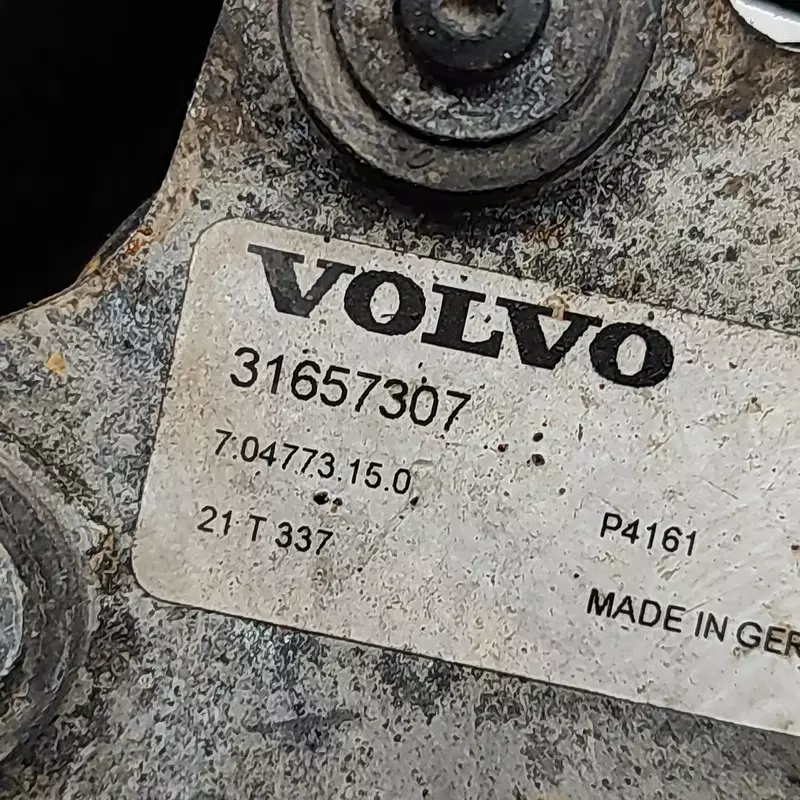 VOLVO
31657307
7.04773.15.0
21 T 337
P4161
MADE IN GER